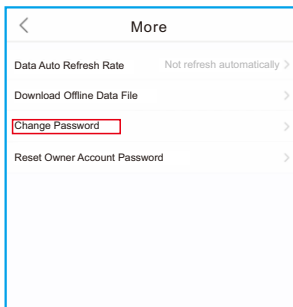 More
Data Auto Refresh Rate Not refresh automatically
Download Offline Data File
Change Password
Reset Owner Account Password